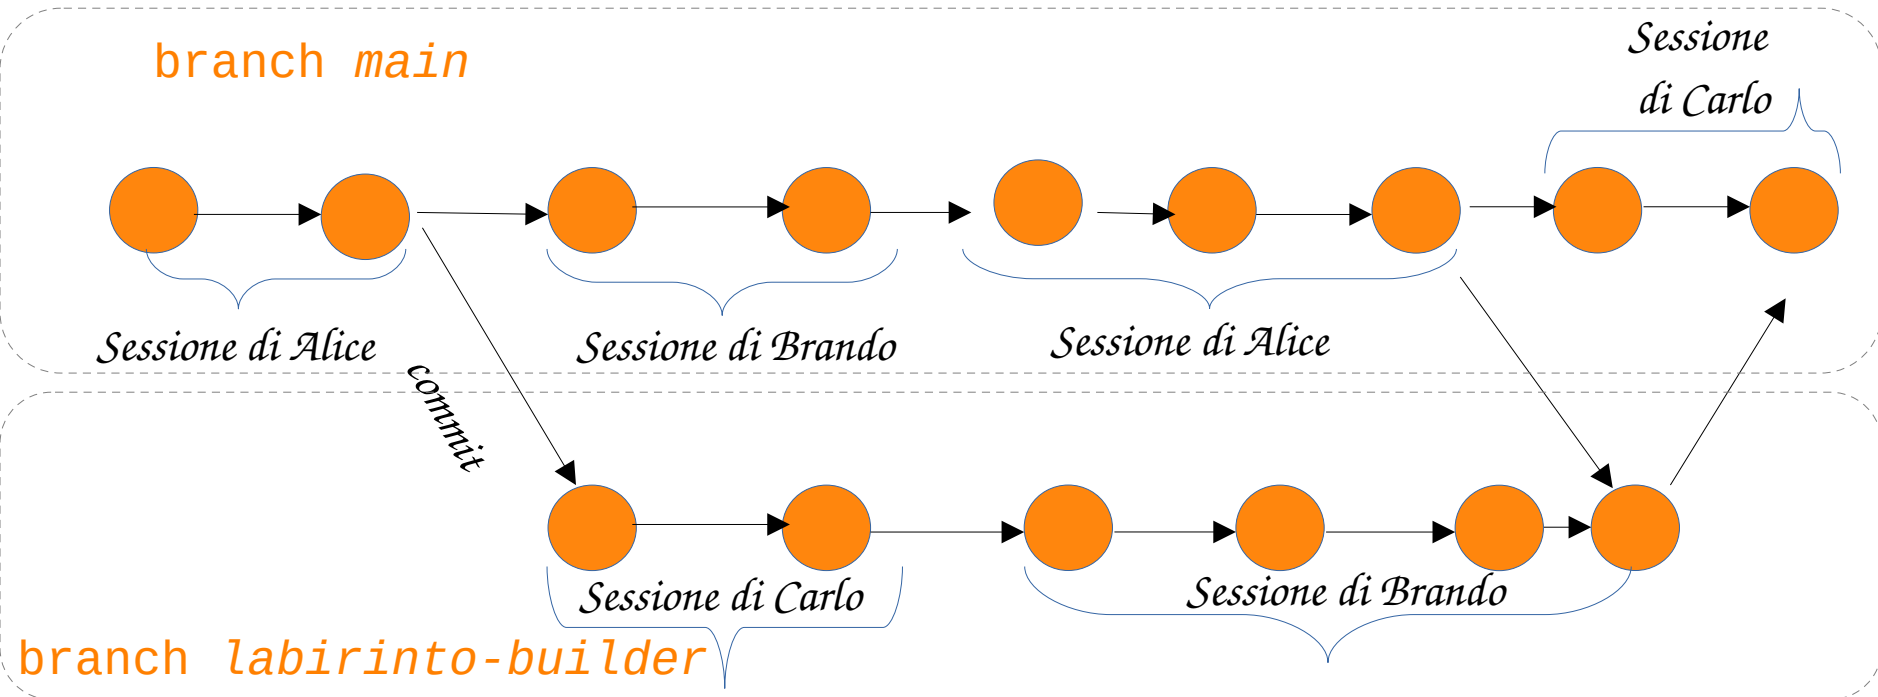 branch main
Sessione
di Carlo
Sessione di Alice
Sessione di Brando
Sessione di Alice
commit
Sessione di Carlo
Sessione di Brando
branch labirinto-builder